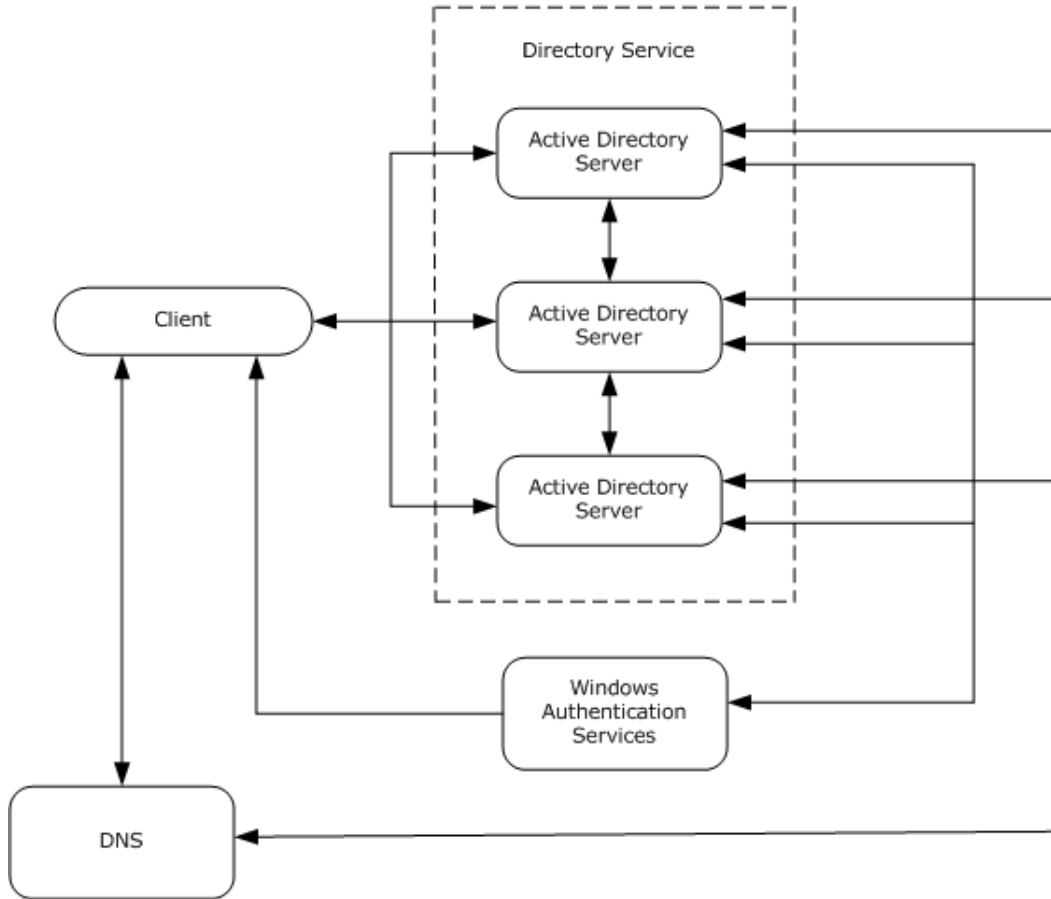 Directory Service
Active Directory
Server
Client
Active Directory
Server
Active Directory
Server
Windows
Authentication
Services
DNS